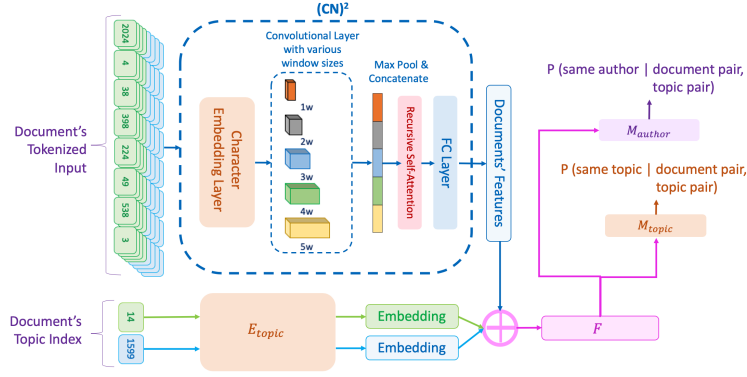 (CN)²
2024
4
38
398
224
49
538
3
Document's
Tokenized
Input
Character
Embedding Layer
Convolutional Layer
with various
window sizes
1w
2w
3w
4w
5w
Max Pool &
Concatenate
Recursive Self-Attention
FC Layer
Documents' Features
P (same author | document pair,
topic pair)
M_author
P (same topic | document pair,
topic pair)
M_topic
Document's
Topic Index
14
1599
E_topic
Embedding
Embedding
F